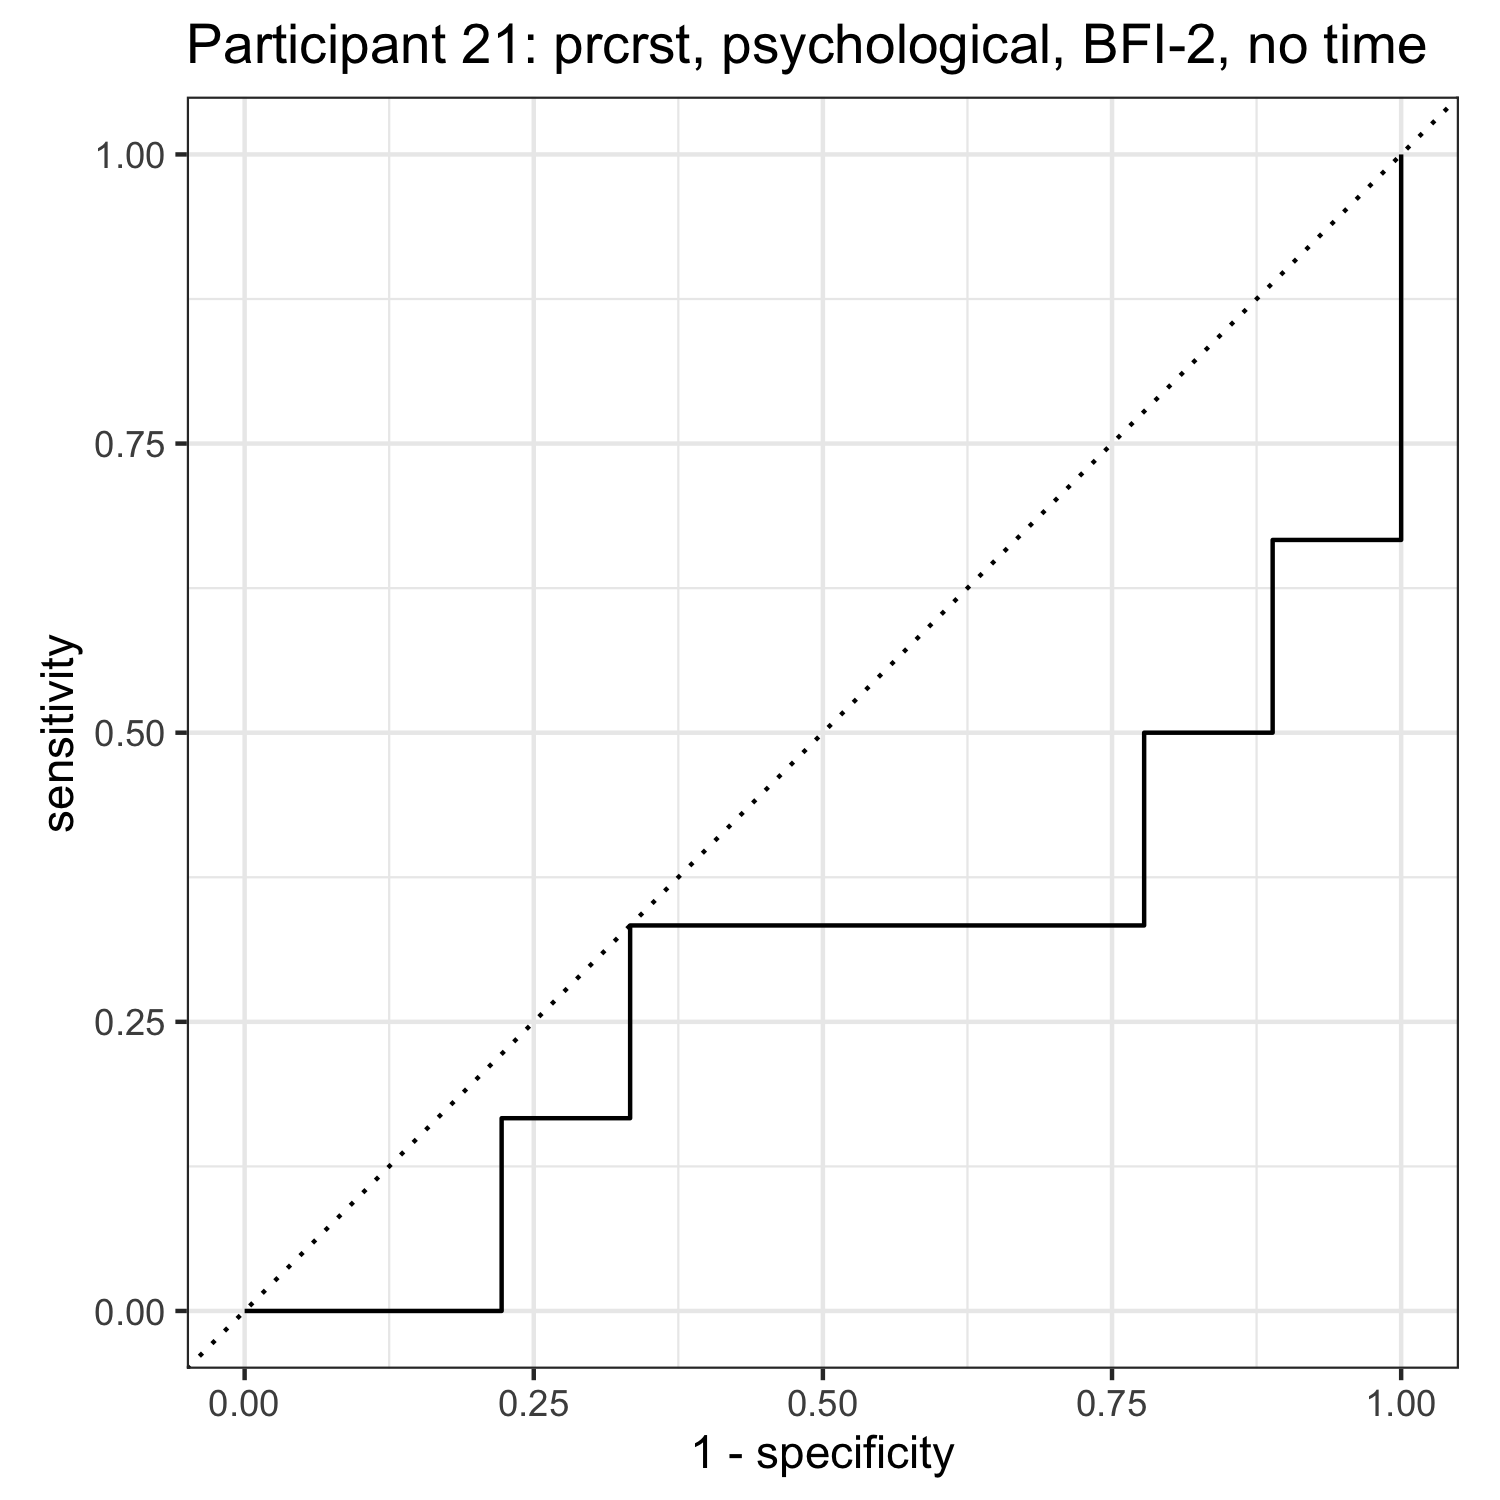 Participant 21: prcrst, psychological, BFI-2, no time
1.00
0.75
0.50
0.25
0.00
sensitivity
0.00 0.25 0.50 0.75 1.00
1 - specificity